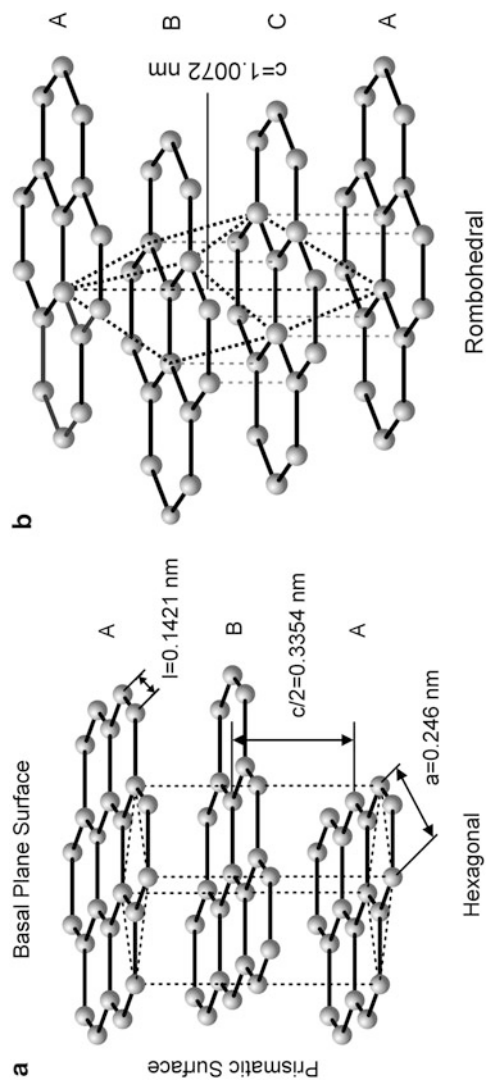 a
Basal Plane Surface
Prismatic Surface
A
l=0.1421 nm
B
c/2=0.3354 nm
A
a=0.246 nm
Hexagonal
b
A
B
c=1.0072 nm
C
A
Rombohedral